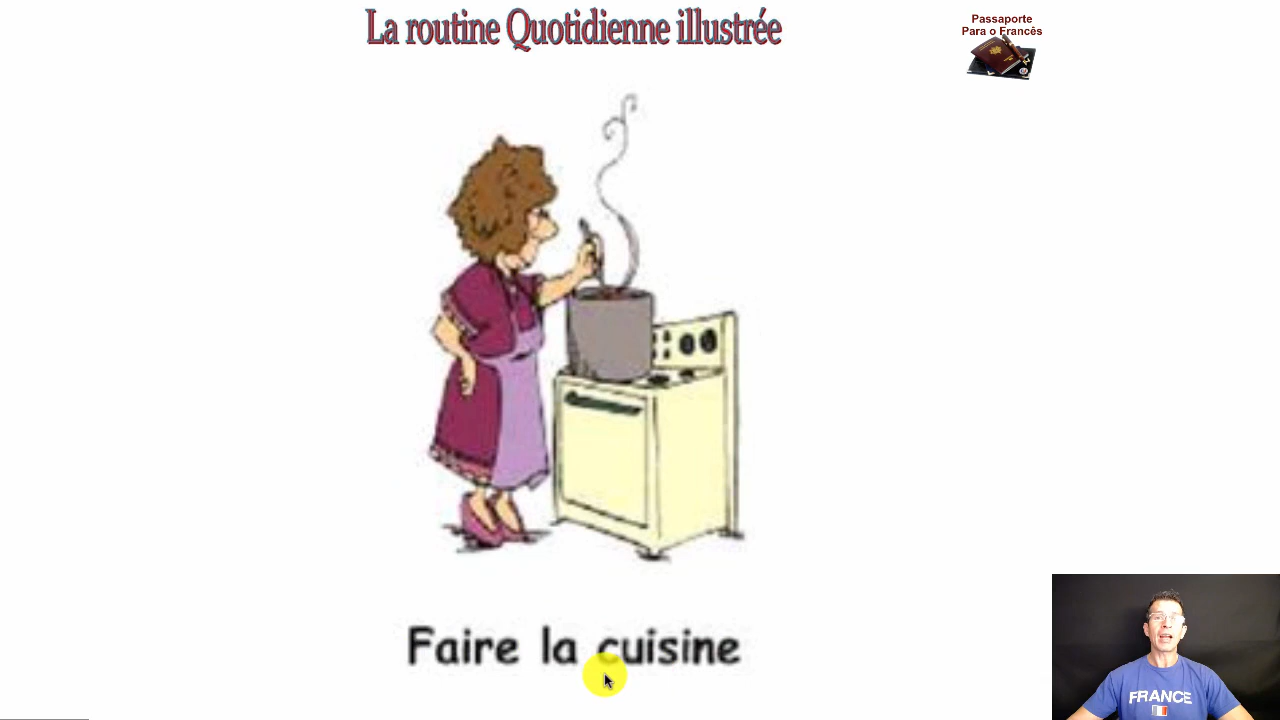 La routine Quotidienne illustrée
Passaporte
Para o Francês
Faire la cuisine
FRANCE